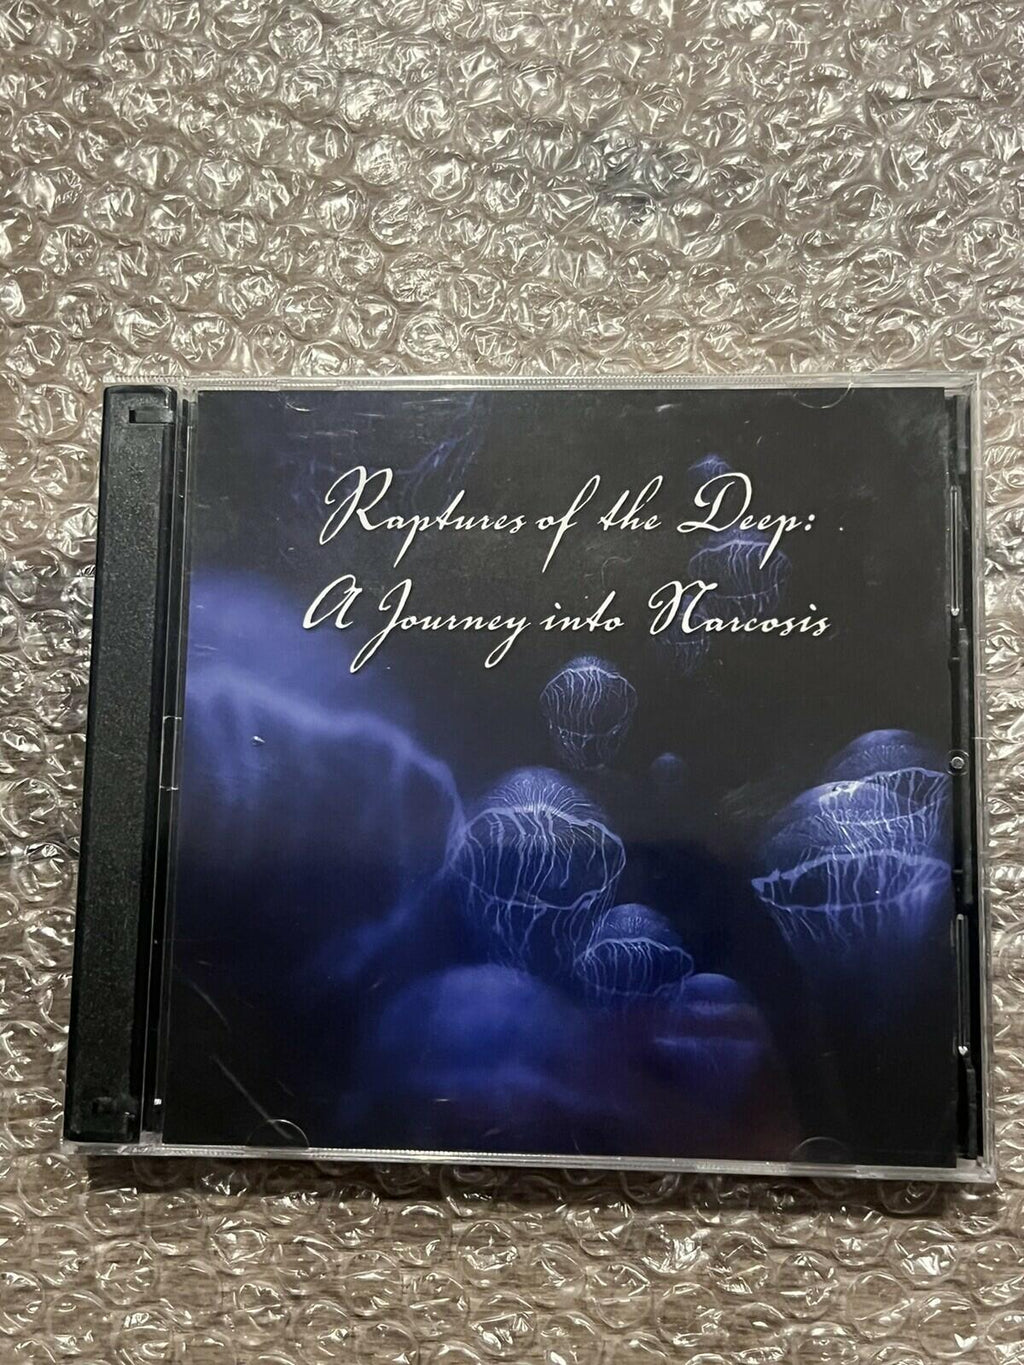 Raptures of the Deep:
A Journey into Narcosis